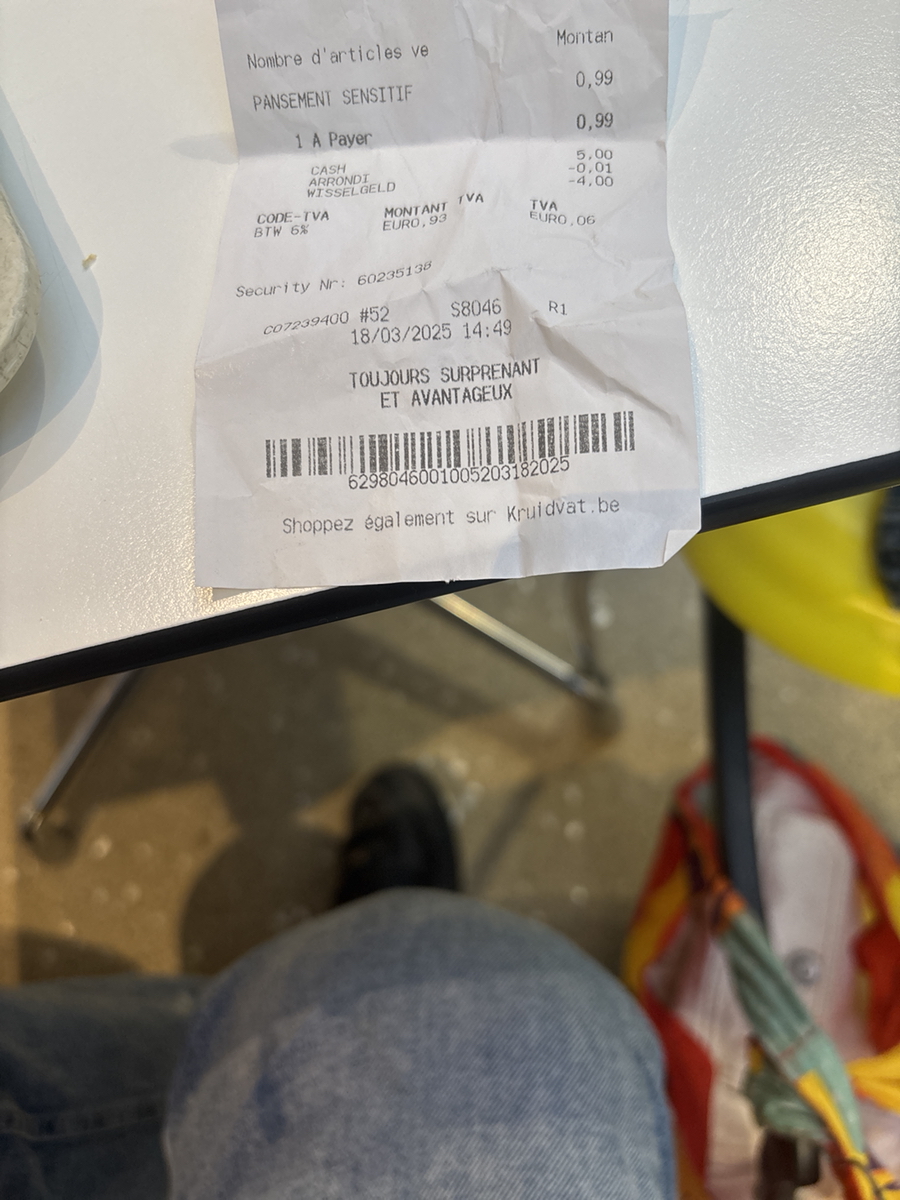 Nombre d'articles ve Montan
PANSEMENT SENSITIF 0,99
1 A Payer 0,99
CASH 5,00
ARRONDI -0,01
WISSELGELD -4,00
CODE-TVA MONTANT TVA TVA
BTW 6% EURO,93 EURO,06
Security Nr: 60235136
C07239400 #52 S8046 R1
18/03/2025 14:49
TOUJOURS SURPRENANT
ET AVANTAGEUX
6298046001005203182025
Shoppez également sur Kruidvat.be